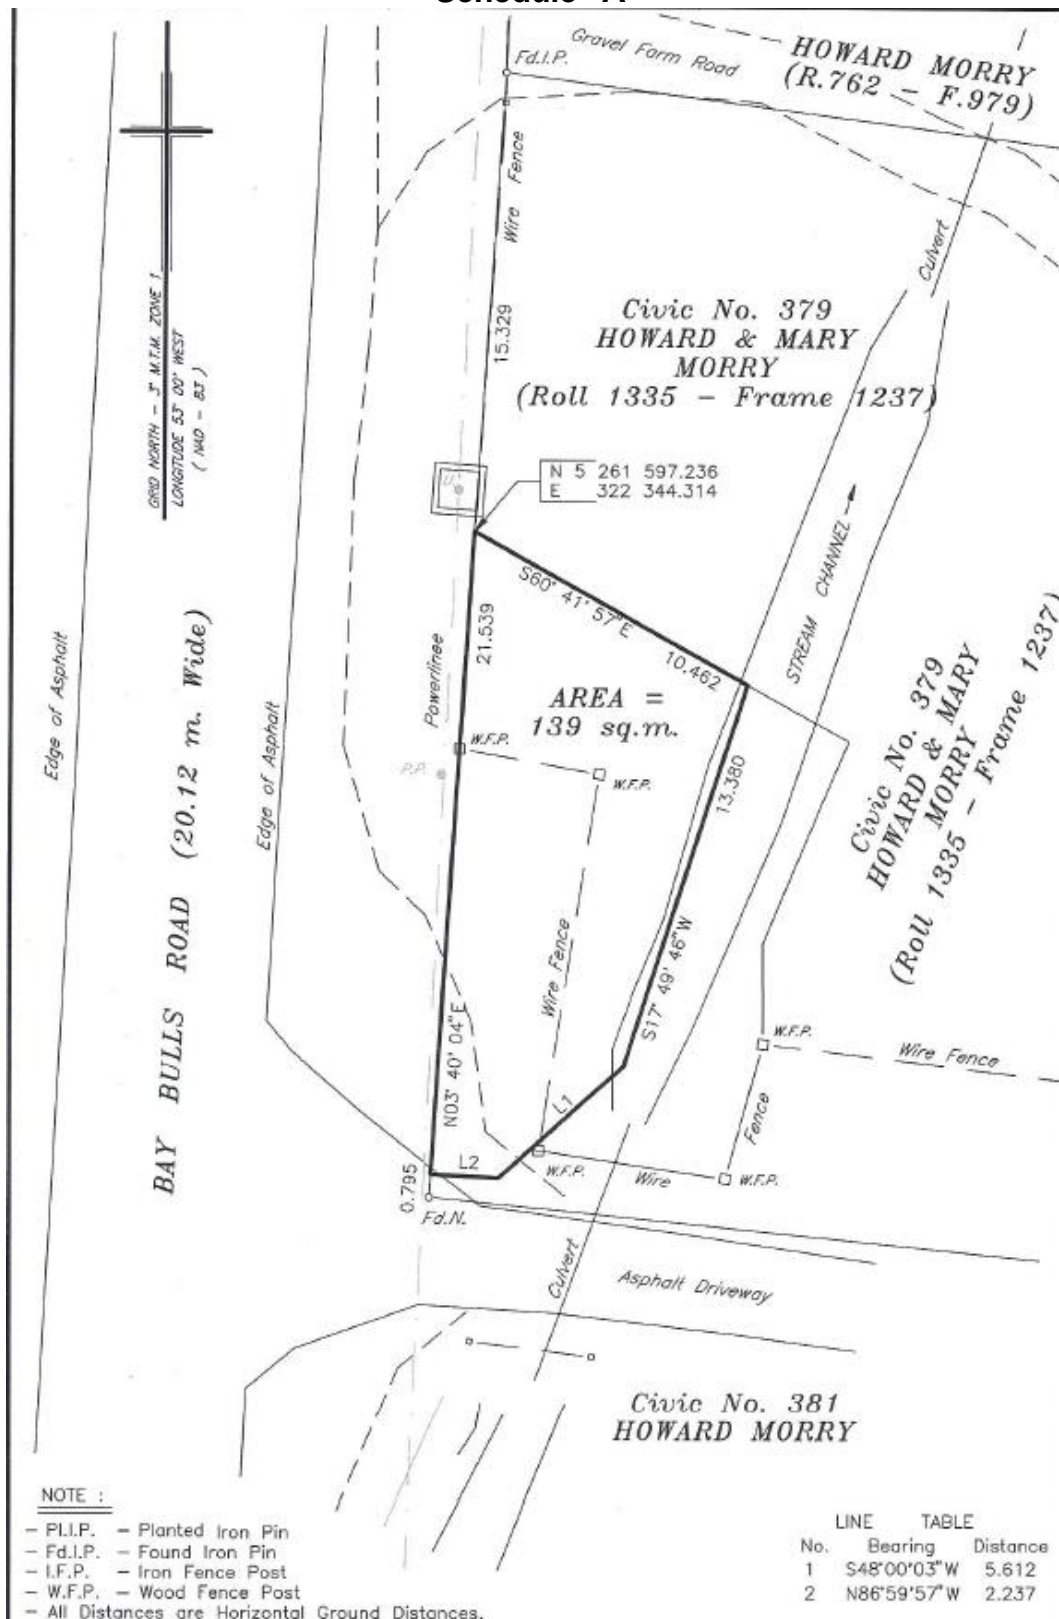 Schedule "A"
Gravel Farm Road
HOWARD MORRY
(R.762 - F.979)
Fd.I.P.
Wire Fence
15.329
Culvert
GRID NORTH - 3° M.T.M. ZONE 1
LONGITUDE 53° 00' WEST
( NAD - 83 )
Civic No. 379
HOWARD & MARY
MORRY
(Roll 1335 - Frame 1237)
N 5 261 597.236
E 322 344.314
S60° 41' 57"E
10.462
STREAM CHANNEL
Edge of Asphalt
BAY BULLS ROAD (20.12 m. Wide)
Edge of Asphalt
Powerlinee
21.539
AREA =
139 sq.m.
W.F.P.
P.P.
W.F.P.
13.380
Civic No. 379
HOWARD & MARY
MORRY
(Roll 1335 - Frame 1237)
Wire Fence
S17° 49' 46"W
N03° 40' 04"E
W.F.P.
Wire Fence
Fence
L1
L2
W.F.P.
Wire
W.F.P.
0.795
Fd.N.
Culvert
Asphalt Driveway
Civic No. 381
HOWARD MORRY
NOTE :
- Pl.I.P. - Planted Iron Pin
- Fd.I.P. - Found Iron Pin
- I.F.P. - Iron Fence Post
- W.F.P. - Wood Fence Post
- All Distances are Horizontal Ground Distances.
LINE TABLE
No. Bearing Distance
1 S48°00'03"W 5.612
2 N86°59'57"W 2.237